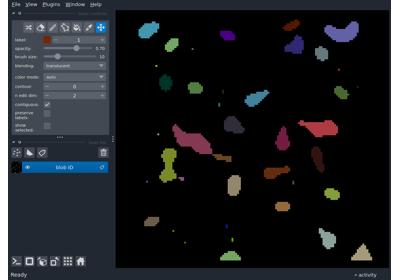 File View Plugins Window Help
label: 1
opacity: 0.70
brush size: 10
blending: translucent
color mode: auto
contour: 0
n edit dim: 2
contiguous:
preserve labels:
show selected:
blob ID
Ready
activity